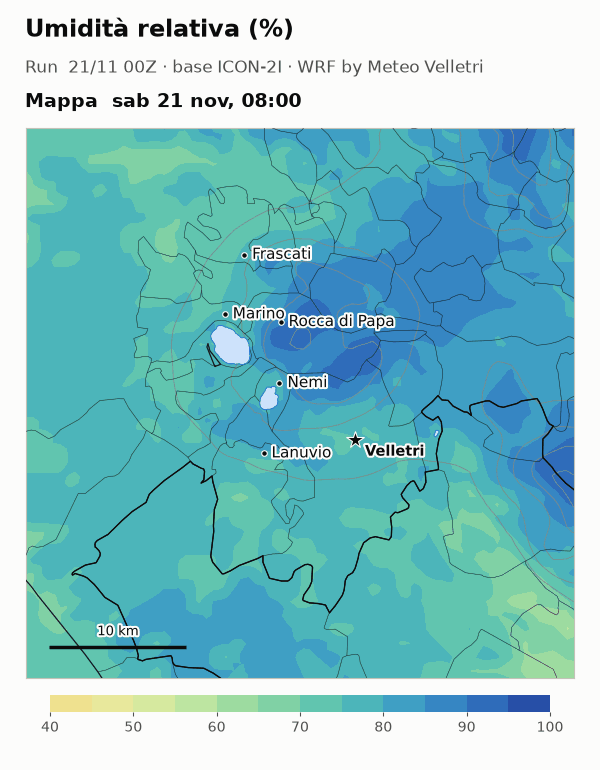 Umidità relativa (%)
Run  21/11 00Z · base ICON-2I · WRF by Meteo Velletri
Mappa  sab 21 nov, 08:00
Frascati
Marino
Rocca di Papa
Nemi
Velletri
Lanuvio
10 km
40 50 60 70 80 90 100